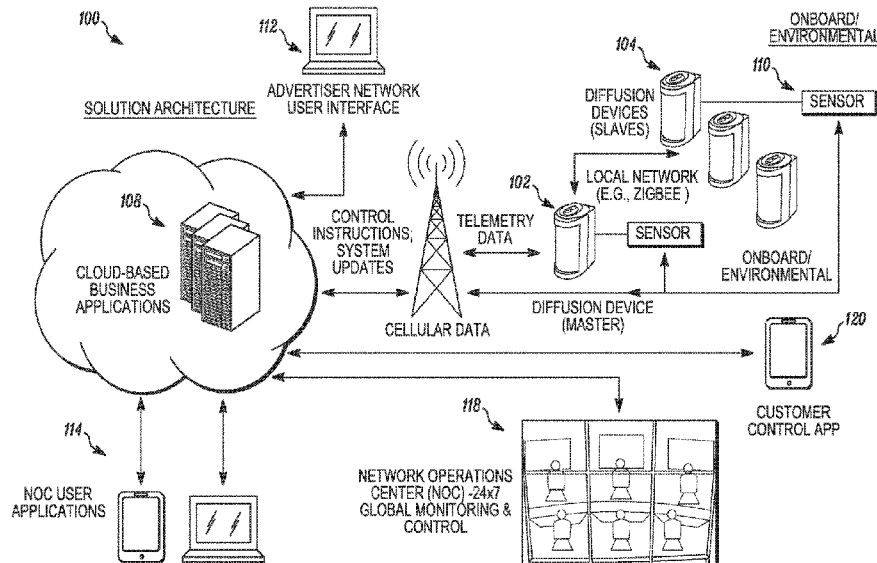 100
112
ADVERTISER NETWORK
USER INTERFACE
SOLUTION ARCHITECTURE
ONBOARD/
ENVIRONMENTAL
104
110
SENSOR
DIFFUSION
DEVICES
(SLAVES)
LOCAL NETWORK
(E.G., ZIGBEE )
102
108
CLOUD-BASED
BUSINESS
APPLICATIONS
CONTROL
INSTRUCTIONS;
SYSTEM
UPDATES
TELEMETRY
DATA
SENSOR
ONBOARD/
ENVIRONMENTAL
CELLULAR DATA
DIFFUSION DEVICE
(MASTER)
120
CUSTOMER
CONTROL APP
114
NOC USER
APPLICATIONS
118
NETWORK OPERATIONS
CENTER (NOC) -24x7
GLOBAL MONITORING &
CONTROL